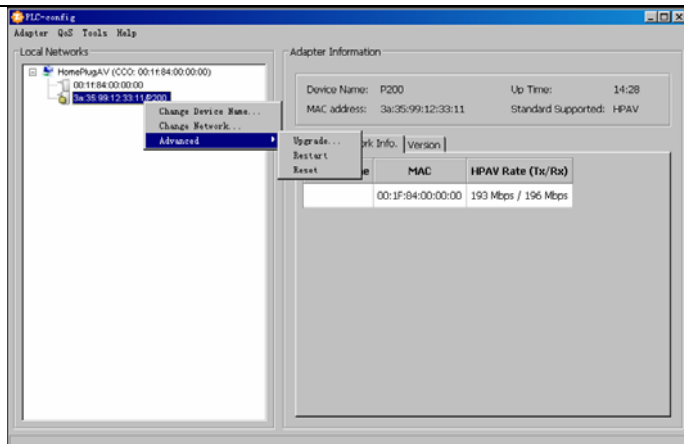 PLC-config
Adapter QoS Tools Help
Local Networks
HomePlugAV (CCO: 00:1f:84:00:00:00)
00:1f:84:00:00:00
3a:35:99:12:33:11,P200
Change Device Name...
Change Network...
Advanced
Upgrade...
Restart
Reset
Adapter Information
Device Name: P200 Up Time: 14:28
MAC address: 3a:35:99:12:33:11 Standard Supported: HPAV
Info. Version
MAC HPAV Rate (Tx/Rx)
00:1F:84:00:00:00 193 Mbps / 196 Mbps